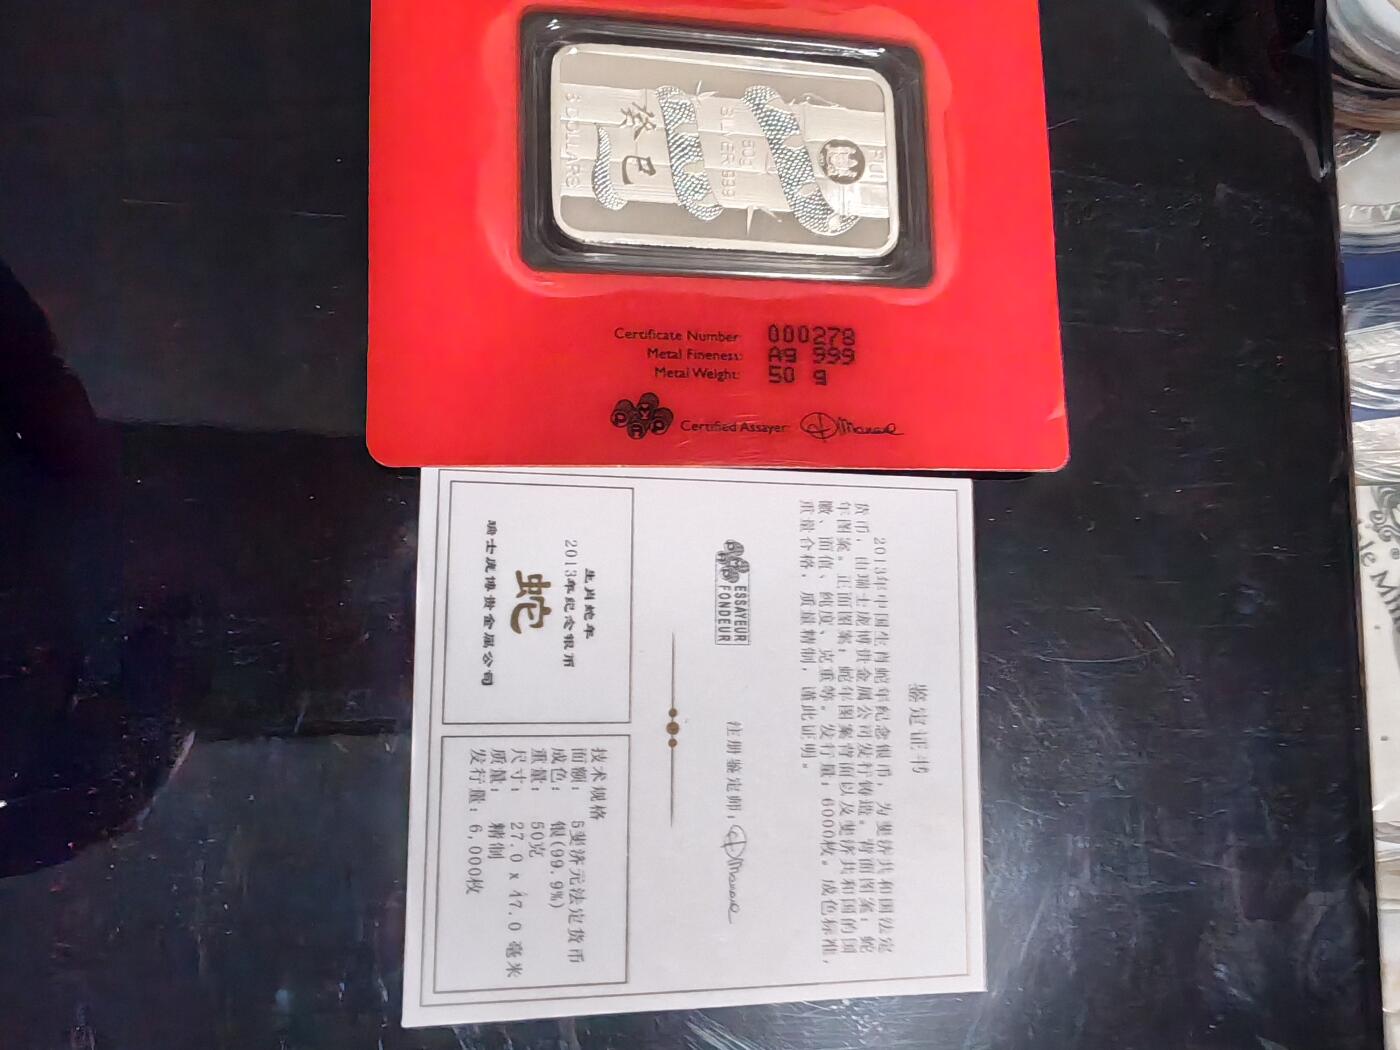 FIJI
50g
SILVER 999
癸巳
5 DOLLARS
Certificate Number: 000278
Metal Fineness: Ag 999
Metal Weight: 50 g
PAMP
Certified Assayer:
鉴定证书
2013年中国生肖蛇年纪念银币，为斐济共和国法定
货币，由瑞士庞博贵金属公司发行铸造。背面图案：蛇
年图案。正面图案：蛇年图案背面以及斐济共和国的国
徽、面值、纯度、克重等。发行量：6000枚。成色标准，
重量合格，质量精制，谨此证明。
ESSAYEUR
FONDEUR
注册鉴定师：
生肖蛇年
2013年纪念银币
蛇
瑞士庞博贵金属公司
技术规格
面额： 5斐济元法定货币
成色： 银(99.9%)
重量： 50克
尺寸： 27.0 x 47.0 毫米
质量： 精制
发行量： 6,000枚